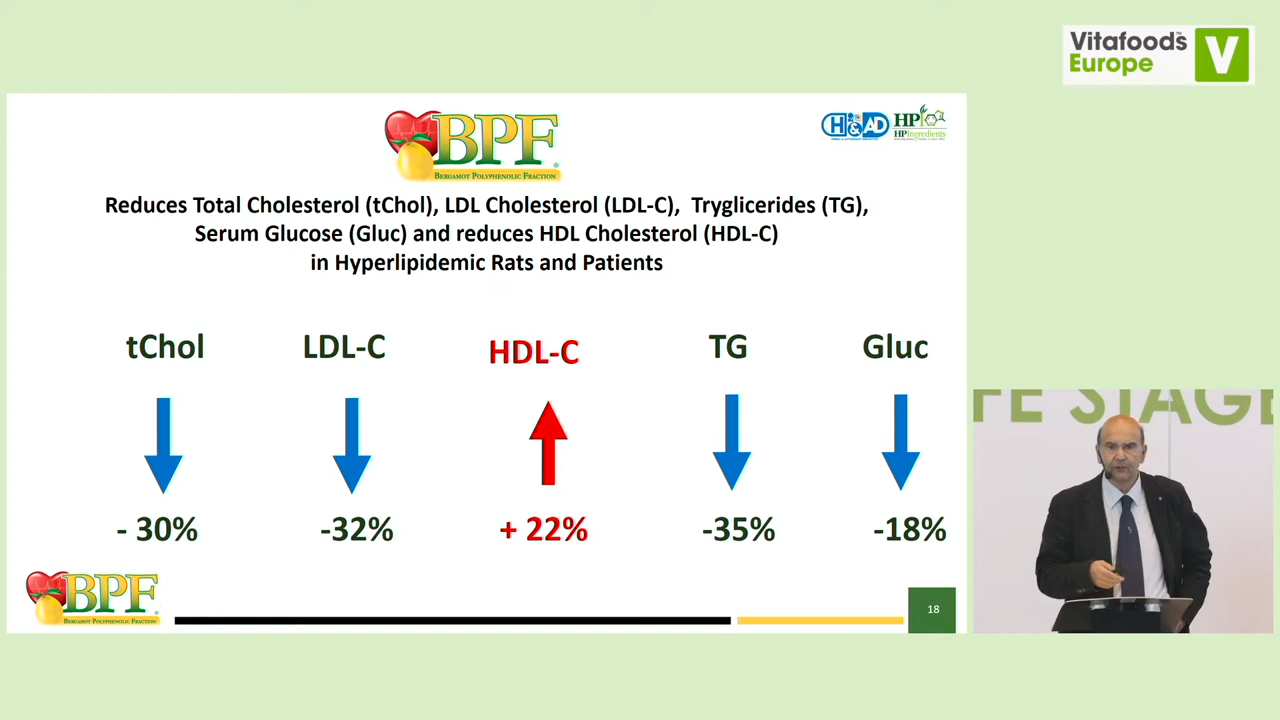 Vitafoods
Europe
V
BPF
BERGAMOT POLYPHENOLIC FRACTION
H&AD
HP
HP Ingredients
Reduces Total Cholesterol (tChol), LDL Cholesterol (LDL-C), Tryglicerides (TG),
Serum Glucose (Gluc) and reduces HDL Cholesterol (HDL-C)
in Hyperlipidemic Rats and Patients
tChol LDL-C HDL-C TG Gluc
- 30% -32% + 22% -35% -18%
FE STAGE
BPF
BERGAMOT POLYPHENOLIC FRACTION
18